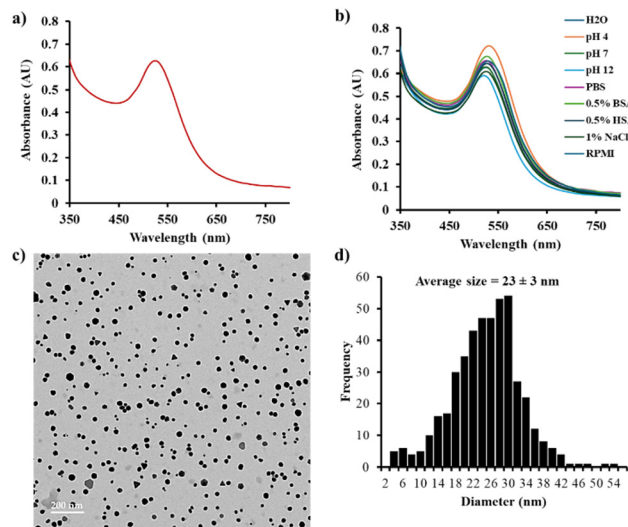 a)
0.8
0.7
0.6
0.5
0.4
0.3
0.2
0.1
0
Absorbance (AU)
350 450 550 650 750
Wavelength (nm)
b)
0.8
0.7
0.6
0.5
0.4
0.3
0.2
0.1
0
Absorbance (AU)
350 450 550 650 750
Wavelength (nm)
H2O
pH 4
pH 7
pH 12
PBS
0.5% BSA
0.5% HSA
1% NaCl
RPMI
c)
200 nm
d)
Average size = 23 ± 3 nm
60
50
40
30
20
10
0
Frequency
2 6 10 14 18 22 26 30 34 38 42 46 50 54
Diameter (nm)